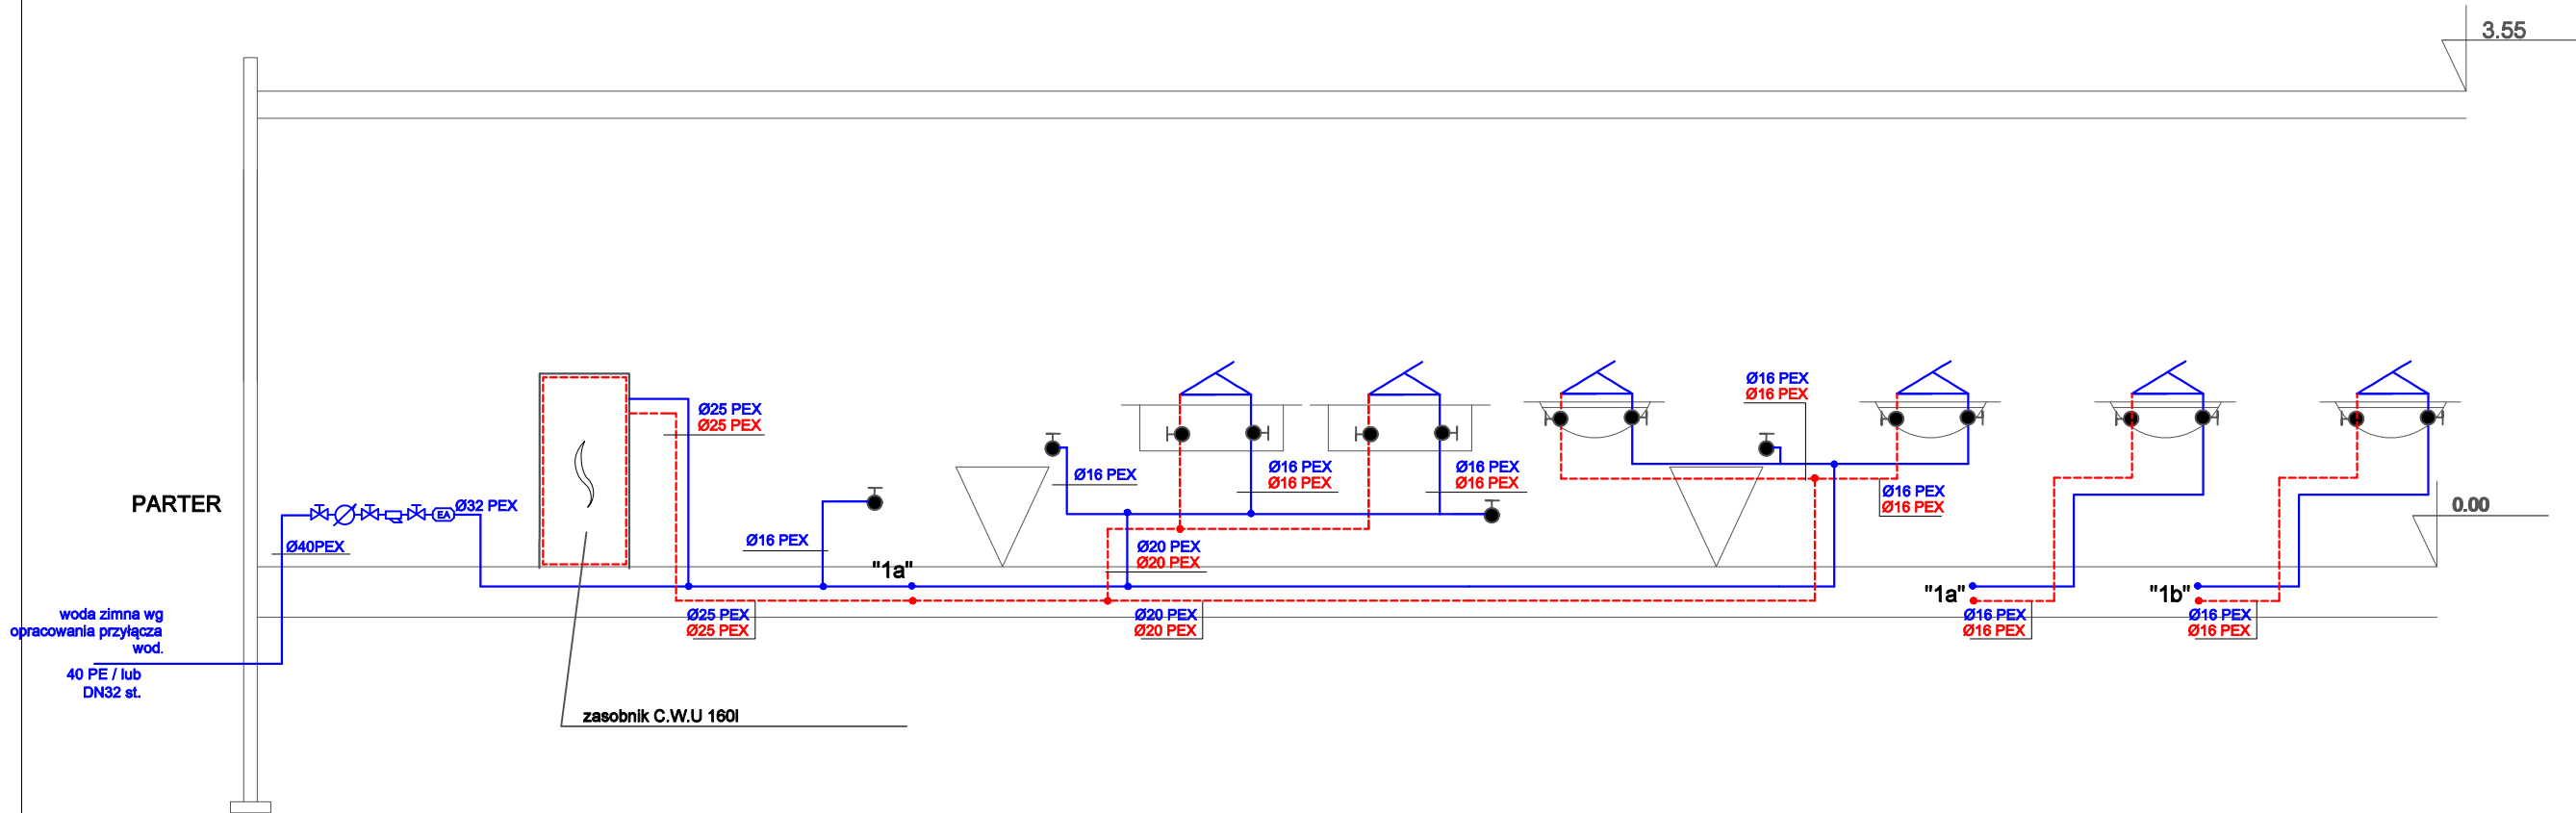 3.55
Ø16 PEX
Ø16 PEX
Ø25 PEX
Ø25 PEX
Ø16 PEX
Ø16 PEX
Ø16 PEX
Ø16 PEX
Ø16 PEX
PARTER
EA
Ø32 PEX
Ø16 PEX
Ø16 PEX
0.00
Ø40PEX
Ø16 PEX
Ø20 PEX
Ø20 PEX
"1a"
"1a"
"1b"
woda zimna wg
opracowania przyłącza
wod.
Ø25 PEX
Ø25 PEX
Ø20 PEX
Ø20 PEX
Ø16 PEX
Ø16 PEX
Ø16 PEX
Ø16 PEX
40 PE / lub
DN32 st.
zasobnik C.W.U 160l